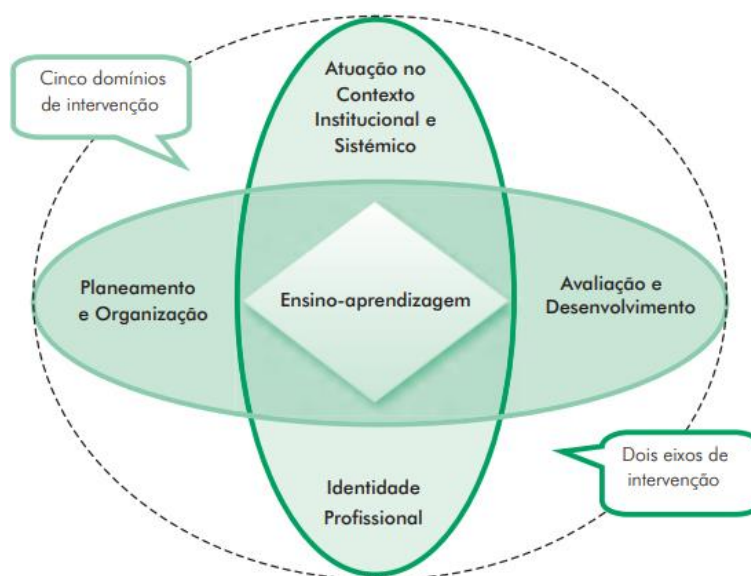 Cinco domínios
de intervenção
Atuação no
Contexto
Institucional e
Sistémico
Planeamento
e Organização
Ensino-aprendizagem
Avaliação e
Desenvolvimento
Identidade
Profissional
Dois eixos de
intervenção